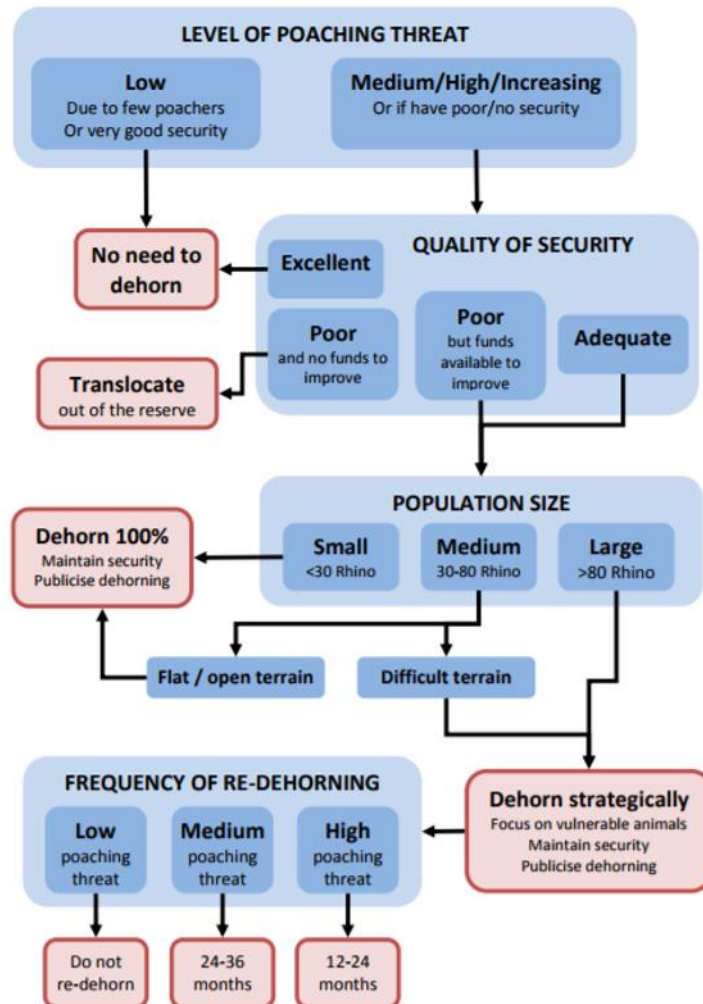 LEVEL OF POACHING THREAT
Low
Due to few poachers
Or very good security
Medium/High/Increasing
Or if have poor/no security
No need to
dehorn
QUALITY OF SECURITY
Excellent
Poor
and no funds to
improve
Poor
but funds
available to
improve
Adequate
Translocate
out of the reserve
POPULATION SIZE
Small
<30 Rhino
Medium
30-80 Rhino
Large
>80 Rhino
Dehorn 100%
Maintain security
Publicise dehorning
Flat / open terrain
Difficult terrain
Dehorn strategically
Focus on vulnerable animals
Maintain security
Publicise dehorning
FREQUENCY OF RE-DEHORNING
Low
poaching
threat
Medium
poaching
threat
High
poaching
threat
Do not
re-dehorn
24-36
months
12-24
months